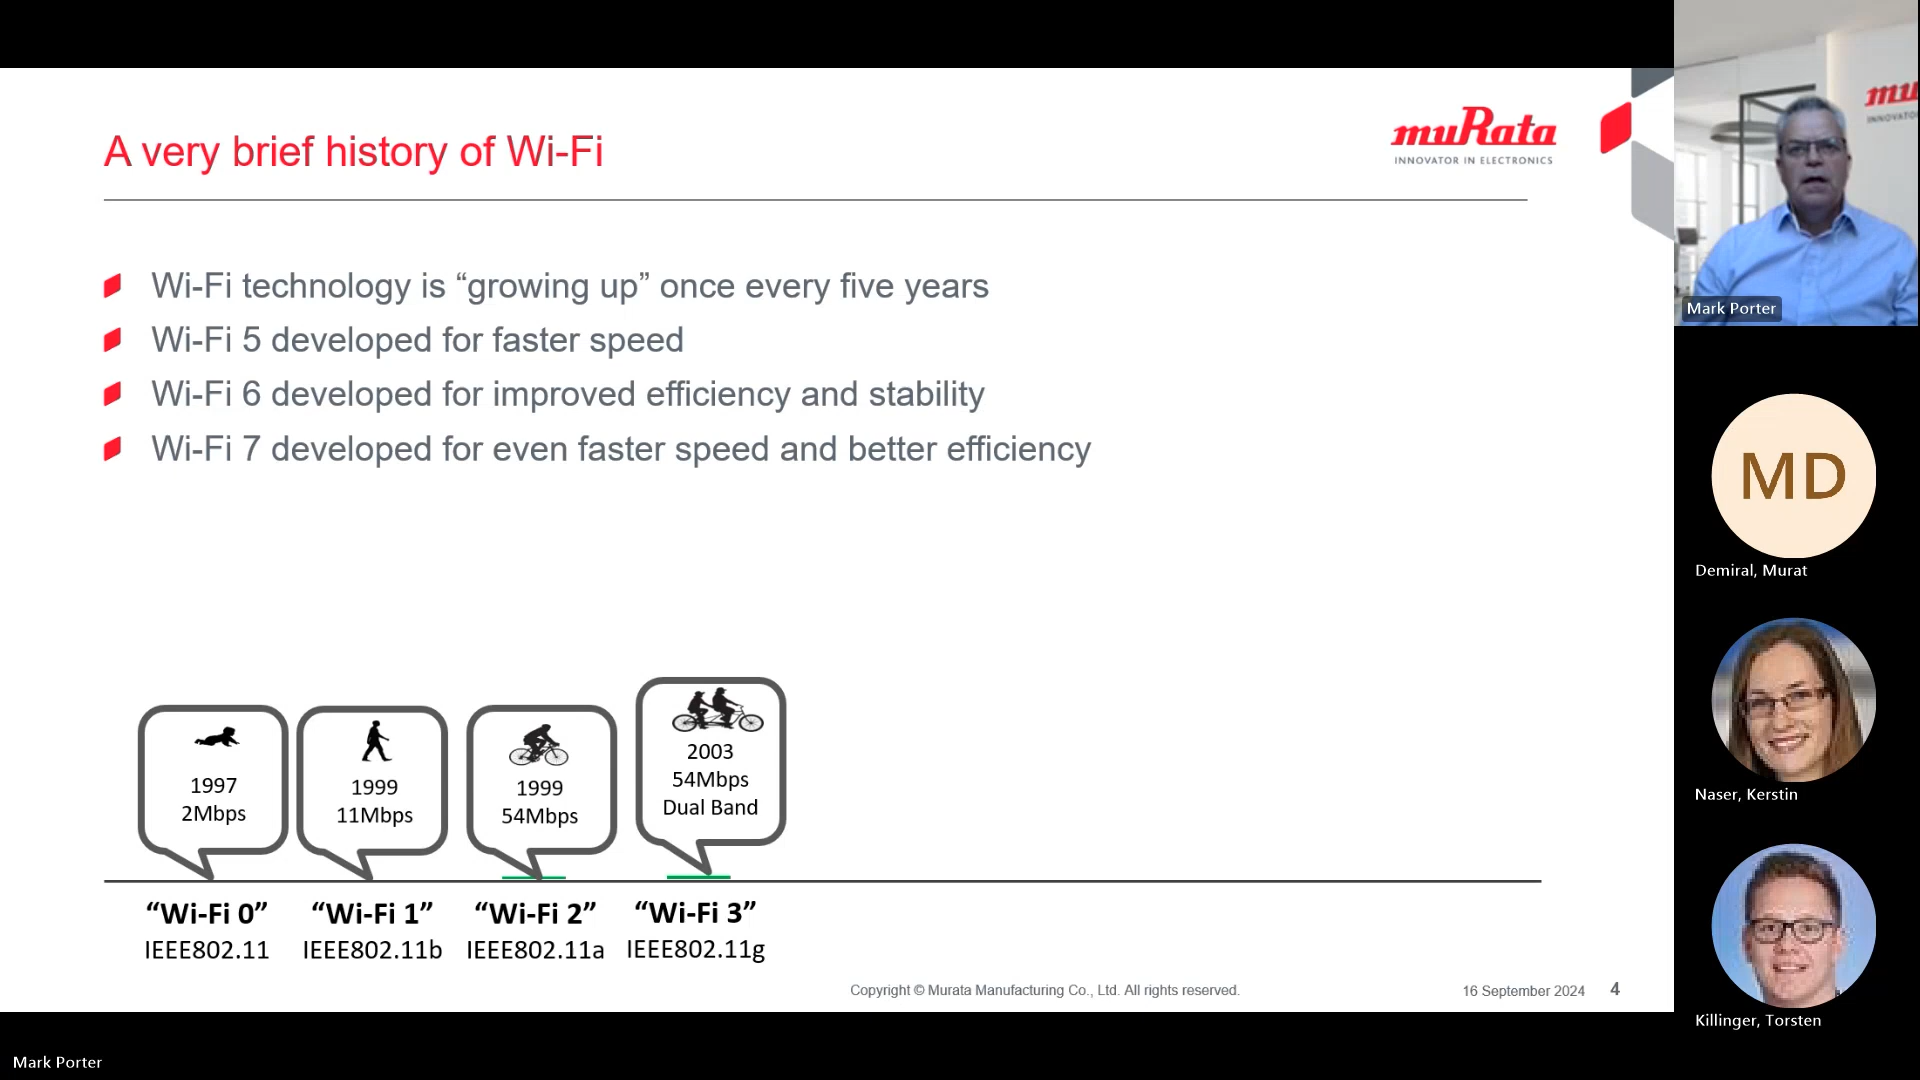 A very brief history of Wi-Fi
muRata
INNOVATOR IN ELECTRONICS
Wi-Fi technology is “growing up” once every five years
Wi-Fi 5 developed for faster speed
Wi-Fi 6 developed for improved efficiency and stability
Wi-Fi 7 developed for even faster speed and better efficiency
1997
2Mbps
1999
11Mbps
1999
54Mbps
2003
54Mbps
Dual Band
“Wi-Fi 0”
IEEE802.11
“Wi-Fi 1”
IEEE802.11b
“Wi-Fi 2”
IEEE802.11a
“Wi-Fi 3”
IEEE802.11g
Copyright © Murata Manufacturing Co., Ltd. All rights reserved.
16 September 2024
4
mu
INNOVATO
Mark Porter
MD
Demiral, Murat
Naser, Kerstin
Killinger, Torsten
Mark Porter